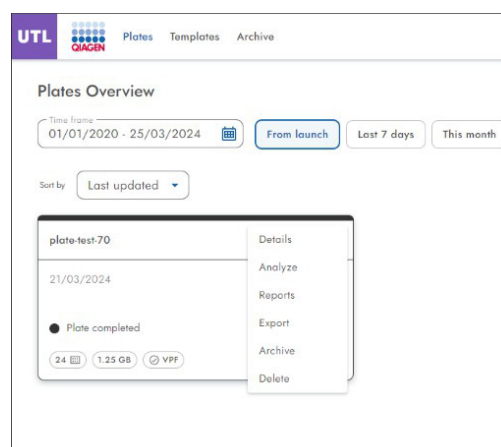 UTL
QIAGEN
Plates Templates Archive
Plates Overview
Time frame
01/01/2020 - 25/03/2024
From launch
Last 7 days
This month
Sort by
Last updated
plate-test-70
21/03/2024
Plate completed
24
1.25 GB
VPF
Details
Analyze
Reports
Export
Archive
Delete